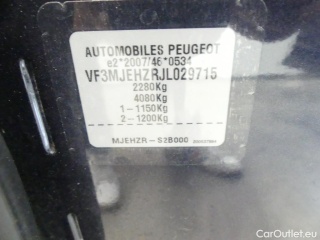 AUTOMOBILES PEUGEOT
e2*2007/46*0534
VF3MJEHZRJL029715
2280Kg
4080Kg
1-1150Kg
2-1200Kg
MJEHZR-S2B000
CarOutlet.eu